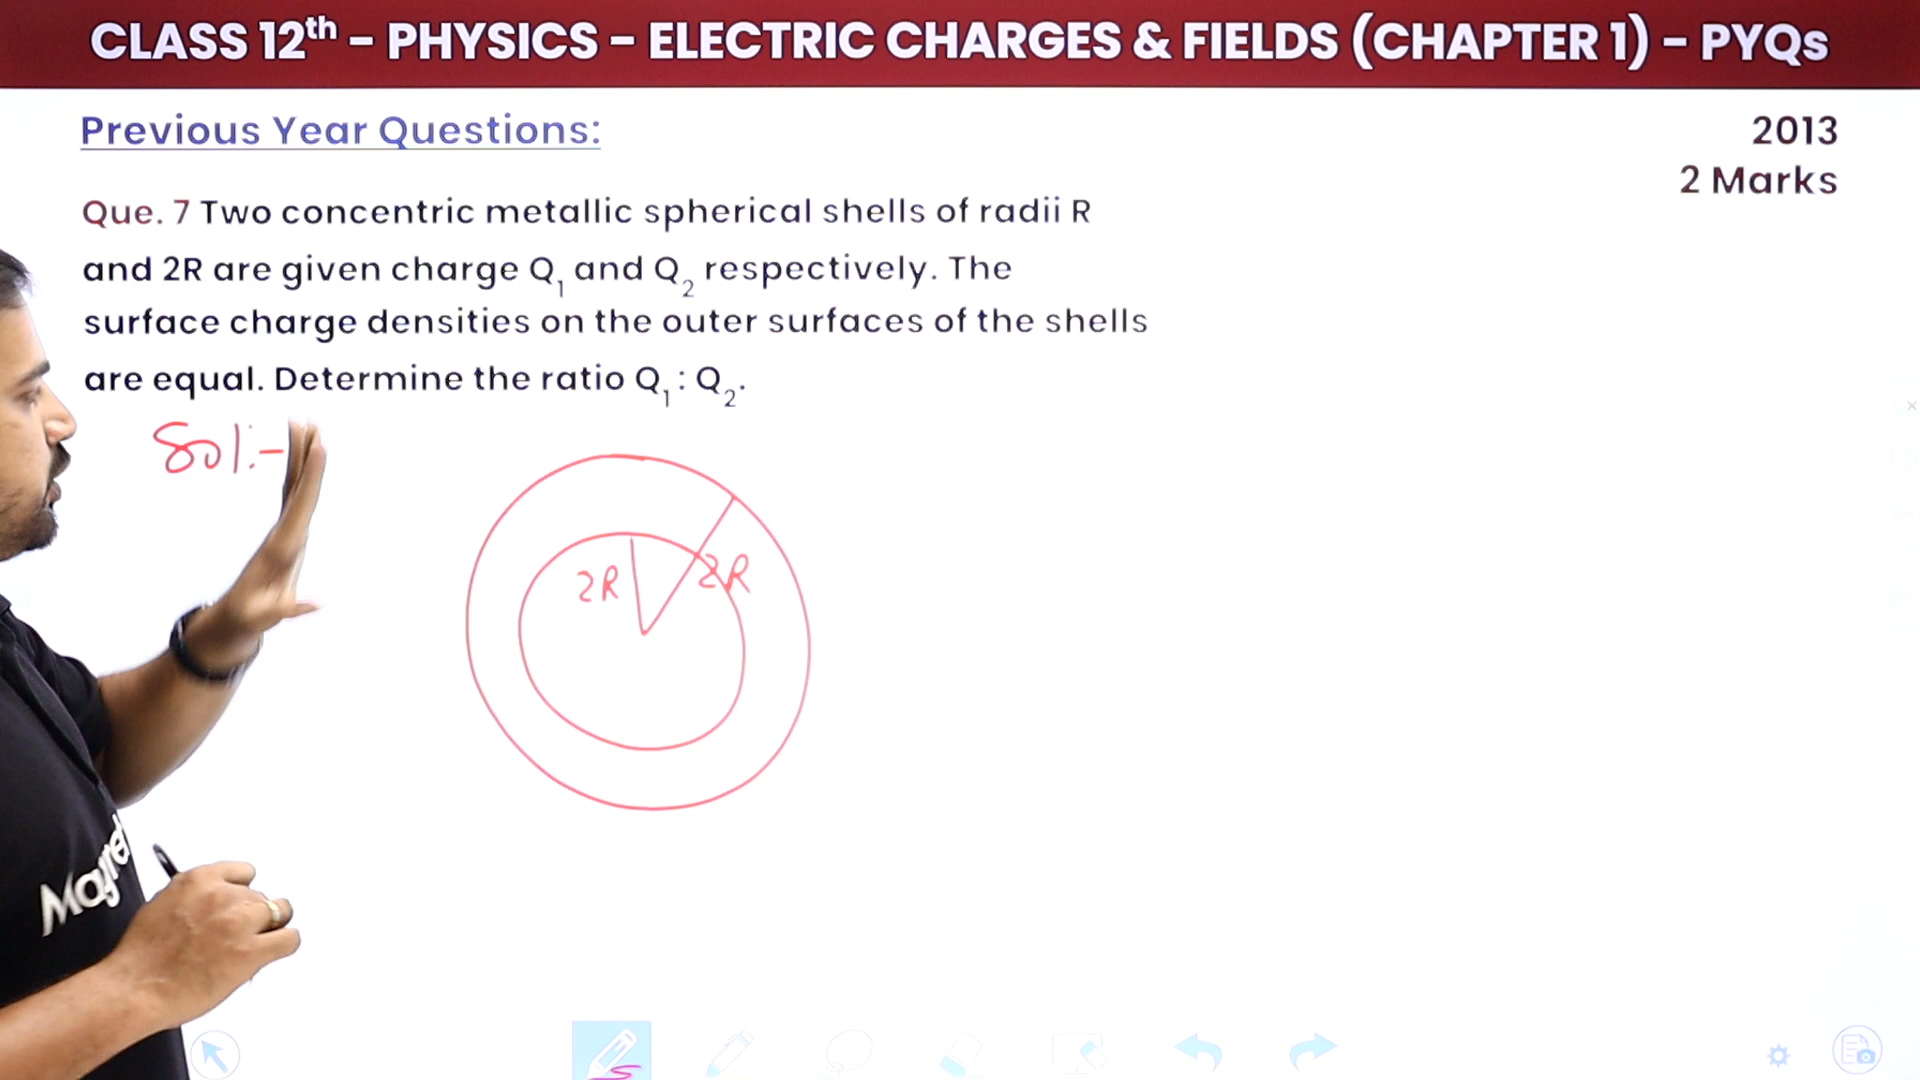 CLASS 12th - PHYSICS - ELECTRIC CHARGES & FIELDS (CHAPTER 1) - PYQs
Previous Year Questions:
2013
2 Marks
Que. 7 Two concentric metallic spherical shells of radii R
and 2R are given charge Q₁ and Q₂ respectively. The
surface charge densities on the outer surfaces of the shells
are equal. Determine the ratio Q₁ : Q₂.
Sol:-
2R 2R
Magnet